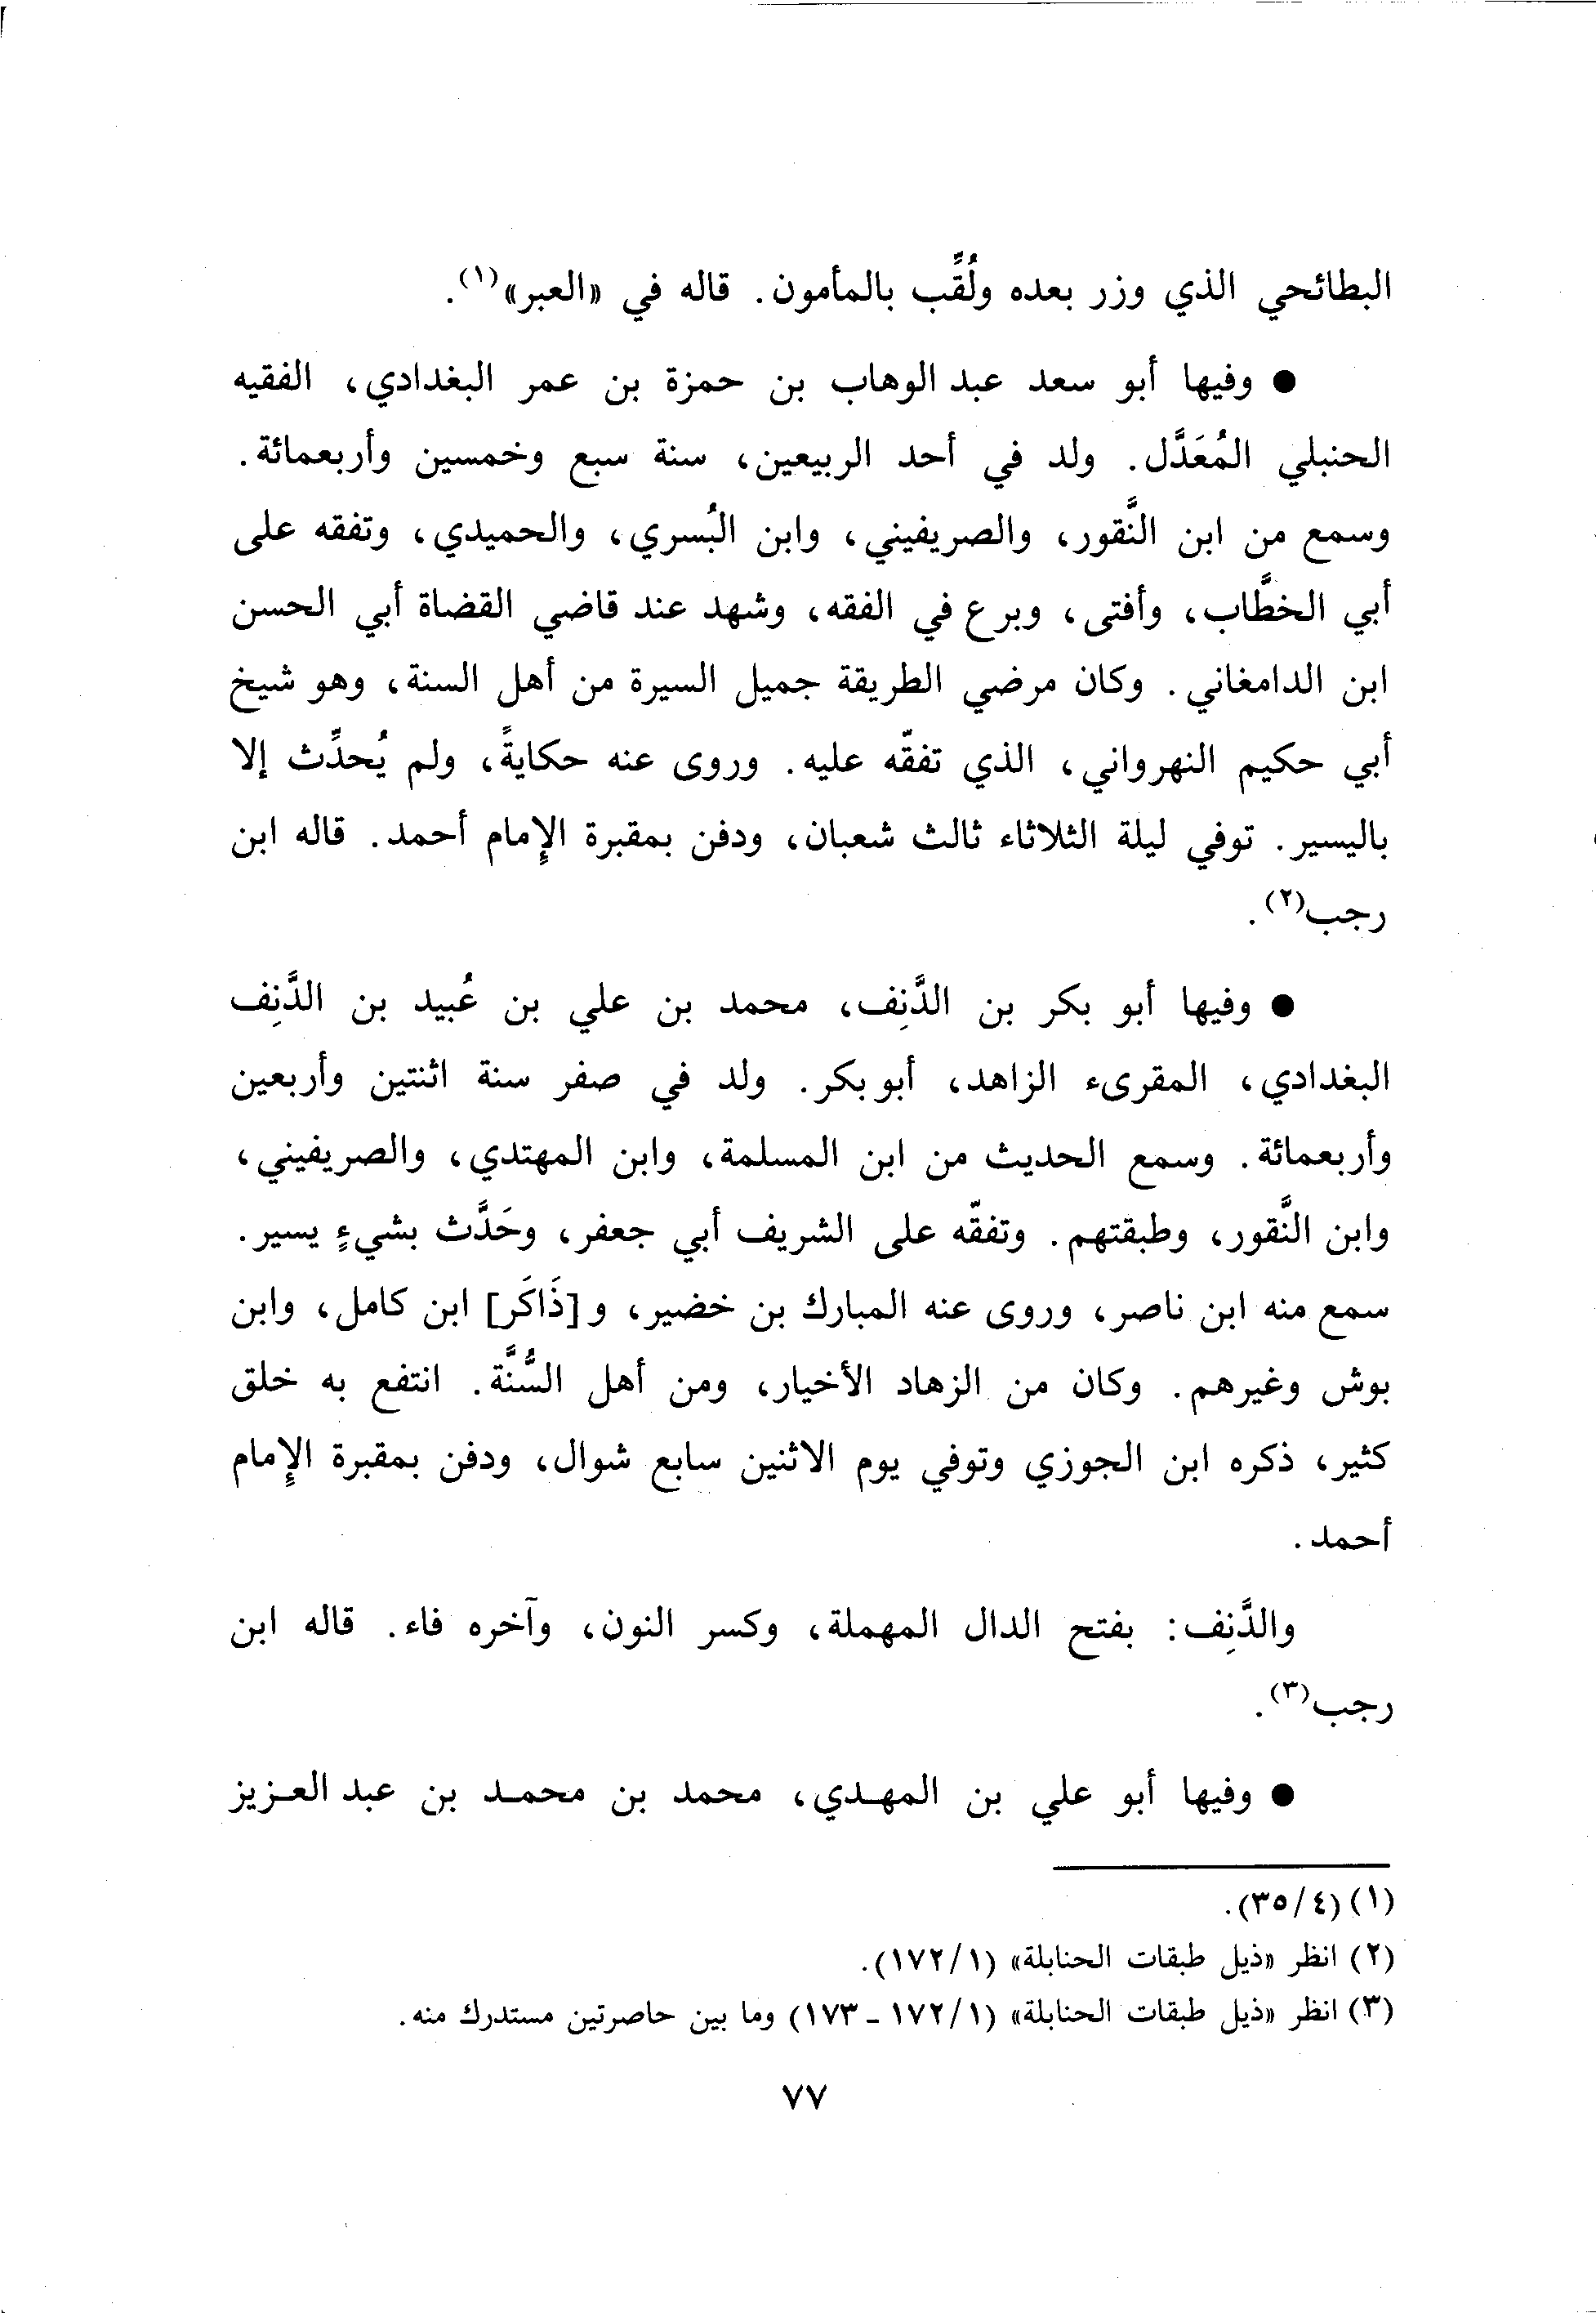 البطائحي الذي وزر بعده ولُقِّب بالمأمون. قاله في «العبر»(١).
● وفيها أبو سعد عبد الوهاب بن حمزة بن عمر البغدادي، الفقيه
الحنبلي المُعَدَّل. ولد في أحد الربيعين، سنة سبع وخمسين وأربعمائة.
وسمع من ابن النَّقور، والصريفيني، وابن البُسري، والحميدي، وتفقه على
أبي الخطَّاب، وأفتى، وبرع في الفقه، وشهد عند قاضي القضاة أبي الحسن
ابن الدامغاني. وكان مرضي الطريقة جميل السيرة من أهل السنة، وهو شيخ
أبي حكيم النهرواني، الذي تفقّه عليه. وروى عنه حكايةً، ولم يُحدِّث إلا
باليسير. توفي ليلة الثلاثاء ثالث شعبان، ودفن بمقبرة الإمام أحمد. قاله ابن
رجب(٢).
● وفيها أبو بكر بن الدَّنِف، محمد بن علي بن عُبيد بن الدَّنِف
البغدادي، المقرىء الزاهد، أبو بكر. ولد في صفر سنة اثنتين وأربعين
وأربعمائة. وسمع الحديث من ابن المسلمة، وابن المهتدي، والصريفيني،
وابن النَّقور، وطبقتهم. وتفقّه على الشريف أبي جعفر، وحَدَّث بشيءٍ يسير.
سمع منه ابن ناصر، وروى عنه المبارك بن خضير، و [ذَاكَر] ابن كامل، وابن
بوش وغيرهم. وكان من الزهاد الأخيار، ومن أهل السُّنَّة. انتفع به خلق
كثير، ذكره ابن الجوزي وتوفي يوم الاثنين سابع شوال، ودفن بمقبرة الإمام
أحمد.
والدَّنِف: بفتح الدال المهملة، وكسر النون، وآخره فاء. قاله ابن
رجب(٣).
● وفيها أبو علي بن المهـدي، محمد بن محمـد بن عبد العـزيز
(١) (٤/٣٥).
(٢) انظر «ذيل طبقات الحنابلة» (١/١٧٢).
(٣) انظر «ذيل طبقات الحنابلة» (١/١٧٢ - ١٧٣) وما بين حاصرتين مستدرك منه.
٧٧